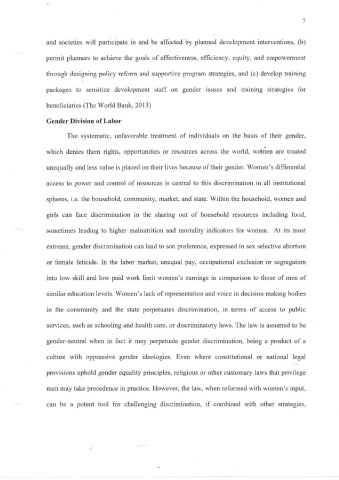 7
and societies will participate in and be affected by planned development interventions, (b)
permit planners to achieve the goals of effectiveness, efficiency, equity, and empowerment
through designing policy reform and supportive program strategies, and (c) develop training
packages to sensitize development staff on gender issues and training strategies for
beneficiaries (The World Bank, 2013)
Gender Division of Labor
The systematic, unfavorable treatment of individuals on the basis of their gender,
which denies them rights, opportunities or resources across the world, women are treated
unequally and less value is placed on their lives because of their gender. Women's differential
access to power and control of resources is central to this discrimination in all institutional
spheres, i.e. the household, community, market, and state. Within the household, women and
girls can face discrimination in the sharing out of household resources including food,
sometimes leading to higher malnutrition and mortality indicators for women. At its most
extreme, gender discrimination can lead to son preference, expressed in sex selective abortion
or female feticide. In the labor market, unequal pay, occupational exclusion or segregation
into low skill and low paid work limit women's earnings in comparison to those of men of
similar education levels. Women's lack of representation and voice in decision making bodies
in the community and the state perpetuates discrimination, in terms of access to public
services, such as schooling and health care, or discriminatory laws. The law is assumed to be
gender-neutral when in fact it may perpetuate gender discrimination, being a product of a
culture with oppressive gender ideologies. Even where constitutional or national legal
provisions uphold gender equality principles, religious or other customary laws that privilege
men may take precedence in practice. However, the law, when reformed with women's input,
can be a potent tool for challenging discrimination, if combined with other strategies,